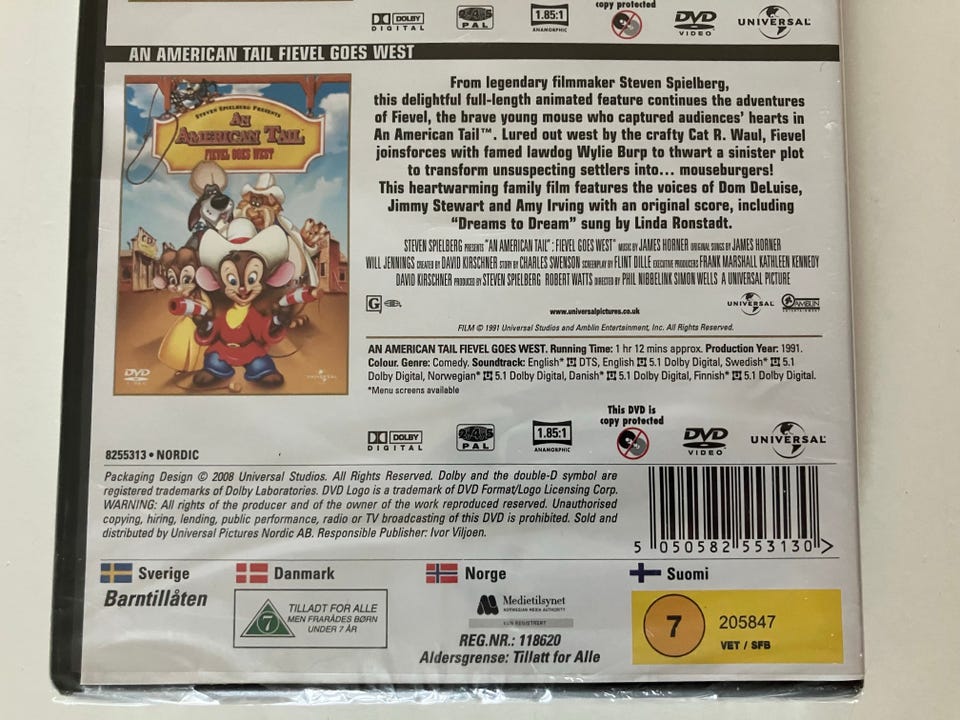 DOLBY
DIGITAL
2·4·5
PAL
1.85:1
ANAMORPHIC
copy protected
DVD
VIDEO
UNIVERSAL
AN AMERICAN TAIL FIEVEL GOES WEST
STEVEN SPIELBERG PRESENTS
AN
AMERICAN TAIL
FIEVEL GOES WEST
DVD
VIDEO
UNIVERSAL
From legendary filmmaker Steven Spielberg,
this delightful full-length animated feature continues the adventures
of Fievel, the brave young mouse who captured audiences' hearts in
An American Tail™. Lured out west by the crafty Cat R. Waul, Fievel
joinsforces with famed lawdog Wylie Burp to thwart a sinister plot
to transform unsuspecting settlers into... mouseburgers!
This heartwarming family film features the voices of Dom DeLuise,
Jimmy Stewart and Amy Irving with an original score, including
“Dreams to Dream” sung by Linda Ronstadt.
STEVEN SPIELBERG PRESENTS "AN AMERICAN TAIL": FIEVEL GOES WEST" MUSIC BY JAMES HORNER ORIGINAL SONGS BY JAMES HORNER
WILL JENNINGS CREATED BY DAVID KIRSCHNER STORY BY CHARLES SWENSON SCREENPLAY BY FLINT DILLE EXECUTIVE PRODUCERS FRANK MARSHALL KATHLEEN KENNEDY
DAVID KIRSCHNER PRODUCED BY STEVEN SPIELBERG ROBERT WATTS DIRECTED BY PHIL NIBBELINK SIMON WELLS A UNIVERSAL PICTURE
G
www.universalpictures.co.uk
UNIVERSAL
AMBLIN
ENTERTAINMENT
FILM © 1991 Universal Studios and Amblin Entertainment, Inc. All Rights Reserved.
AN AMERICAN TAIL FIEVEL GOES WEST. Running Time: 1 hr 12 mins approx. Production Year: 1991.
Colour. Genre: Comedy. Soundtrack: English* DTS, English 5.1 Dolby Digital, Swedish* 5.1
Dolby Digital, Norwegian* 5.1 Dolby Digital, Danish* 5.1 Dolby Digital, Finnish* 5.1 Dolby Digital.
*Menu screens available
DOLBY
DIGITAL
2·4·5
PAL
1.85:1
ANAMORPHIC
This DVD is
copy protected
DVD
VIDEO
UNIVERSAL
8255313 • NORDIC
Packaging Design © 2008 Universal Studios. All Rights Reserved. Dolby and the double-D symbol are
registered trademarks of Dolby Laboratories. DVD Logo is a trademark of DVD Format/Logo Licensing Corp.
WARNING: All rights of the producer and of the owner of the work reproduced reserved. Unauthorised
copying, hiring, lending, public performance, radio or TV broadcasting of this DVD is prohibited. Sold and
distributed by Universal Pictures Nordic AB. Responsible Publisher: Ivor Viljoen.
5 050582 553130 >
Sverige
Barntillåten
Danmark
7
TILLADT FOR ALLE
MEN FRARÅDES BØRN
UNDER 7 ÅR
Norge
Medietilsynet
NORWEGIAN MEDIA AUTHORITY
KUN REGISTRERT
REG.NR.: 118620
Aldersgrense: Tillatt for Alle
Suomi
7
205847
VET / SFB